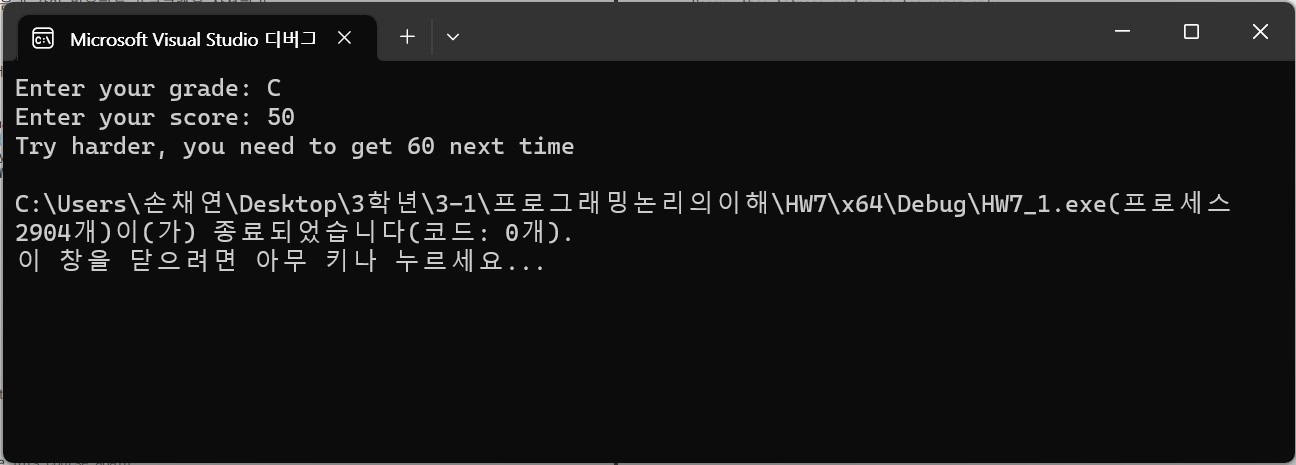 Microsoft Visual Studio 디버그
Enter your grade: C
Enter your score: 50
Try harder, you need to get 60 next time
C:\Users\손채연\Desktop\3학년\3-1\프로그래밍논리의이해\HW7\x64\Debug\HW7_1.exe(프로세스
2904개)이(가) 종료되었습니다(코드: 0개).
이 창을 닫으려면 아무 키나 누르세요...